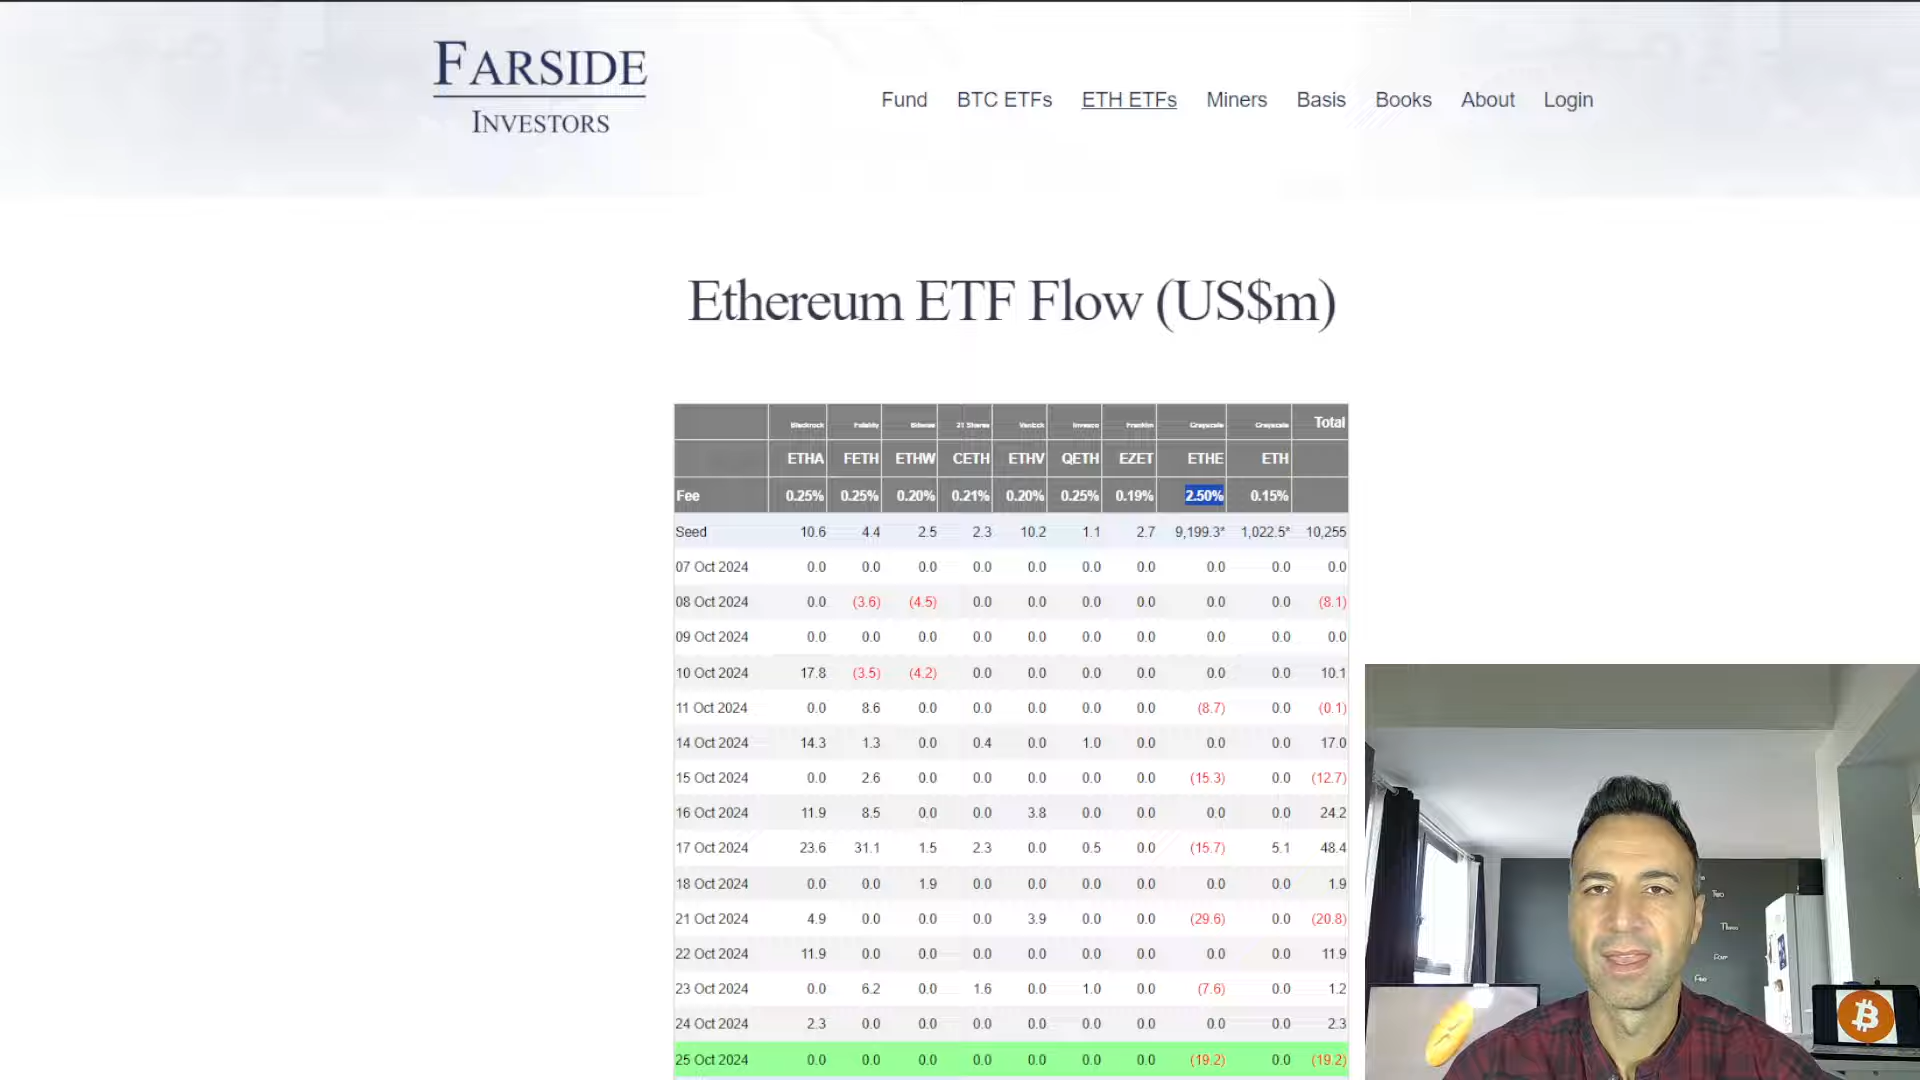 FARSIDE
INVESTORS
Fund BTC ETFs ETH ETFs Miners Basis Books About Login
Ethereum ETF Flow (US$m)
Blackrock Fidelity Bitwise 21 Shares VanEck Invesco Franklin Grayscale Grayscale Total
ETHA FETH ETHW CETH ETHV QETH EZET ETHE ETH
Fee 0.25% 0.25% 0.20% 0.21% 0.20% 0.25% 0.19% 2.50% 0.15%
Seed 10.6 4.4 2.5 2.3 10.2 1.1 2.7 9,199.3* 1,022.5* 10,255
07 Oct 2024 0.0 0.0 0.0 0.0 0.0 0.0 0.0 0.0 0.0 0.0
08 Oct 2024 0.0 (3.6) (4.5) 0.0 0.0 0.0 0.0 0.0 0.0 (8.1)
09 Oct 2024 0.0 0.0 0.0 0.0 0.0 0.0 0.0 0.0 0.0 0.0
10 Oct 2024 17.8 (3.5) (4.2) 0.0 0.0 0.0 0.0 0.0 0.0 10.1
11 Oct 2024 0.0 8.6 0.0 0.0 0.0 0.0 0.0 (8.7) 0.0 (0.1)
14 Oct 2024 14.3 1.3 0.0 0.4 0.0 1.0 0.0 0.0 0.0 17.0
15 Oct 2024 0.0 2.6 0.0 0.0 0.0 0.0 0.0 (15.3) 0.0 (12.7)
16 Oct 2024 11.9 8.5 0.0 0.0 3.8 0.0 0.0 0.0 0.0 24.2
17 Oct 2024 23.6 31.1 1.5 2.3 0.0 0.5 0.0 (15.7) 5.1 48.4
18 Oct 2024 0.0 0.0 1.9 0.0 0.0 0.0 0.0 0.0 0.0 1.9
21 Oct 2024 4.9 0.0 0.0 0.0 3.9 0.0 0.0 (29.6) 0.0 (20.8)
22 Oct 2024 11.9 0.0 0.0 0.0 0.0 0.0 0.0 0.0 0.0 11.9
23 Oct 2024 0.0 6.2 0.0 1.6 0.0 1.0 0.0 (7.6) 0.0 1.2
24 Oct 2024 2.3 0.0 0.0 0.0 0.0 0.0 0.0 0.0 0.0 2.3
25 Oct 2024 0.0 0.0 0.0 0.0 0.0 0.0 0.0 (19.2) 0.0 (19.2)
Two
Three
Four
Five